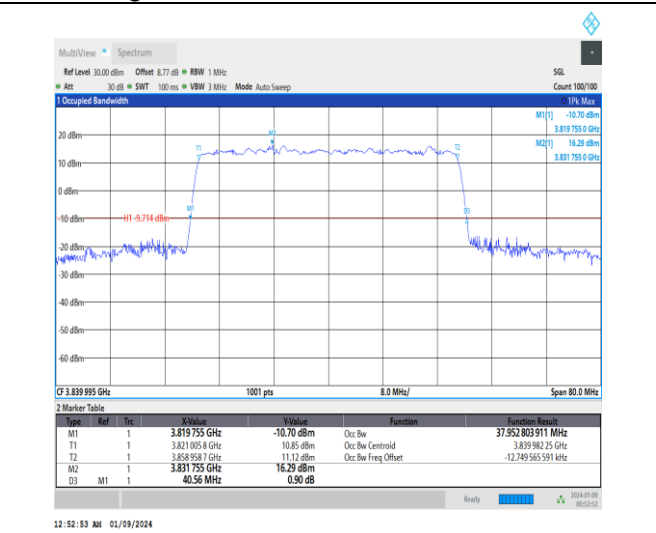 MultiView Spectrum
Ref Level 30.00 dBm Offset 8.77 dB RBW 1 MHz SGL
Att 30 dB SWT 100 ms VBW 3 MHz Mode Auto Sweep Count 100/100
1 Occupied Bandwidth 1Pk Max
M1[1] -10.70 dBm
3.819 755 0 GHz
M2[1] 16.29 dBm
3.831 755 0 GHz
20 dBm
M2
T1
T2
10 dBm
0 dBm
M1
D3
-10 dBm
H1 -9.714 dBm
-20 dBm
-30 dBm
-40 dBm
-50 dBm
-60 dBm
CF 3.839 995 GHz 1001 pts 8.0 MHz/ Span 80.0 MHz
2 Marker Table
Type Ref Trc X-Value Y-Value Function Function Result
M1 1 3.819 755 GHz -10.70 dBm Occ Bw 37.952 803 911 MHz
T1 1 3.821 005 8 GHz 10.85 dBm Occ Bw Centroid 3.839 982 25 GHz
T2 1 3.858 958 7 GHz 11.12 dBm Occ Bw Freq Offset -12.749 565 591 kHz
M2 1 3.831 755 GHz 16.29 dBm
D3 M1 1 40.56 MHz 0.90 dB
Ready 2024-01-09
00:52:52
12:52:53 AM 01/09/2024